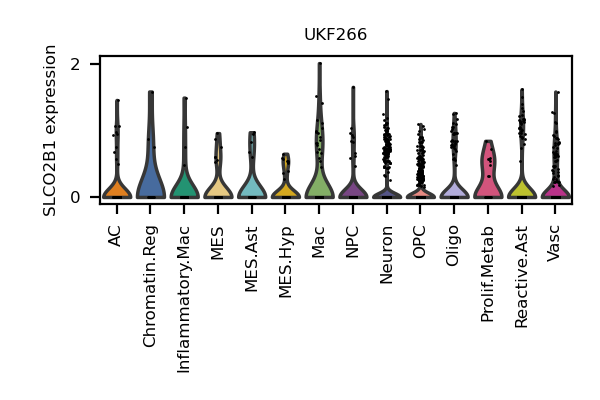 UKF266
SLCO2B1 expression
2
0
AC
Chromatin.Reg
Inflammatory.Mac
MES
MES.Ast
MES.Hyp
Mac
NPC
Neuron
OPC
Oligo
Prolif.Metab
Reactive.Ast
Vasc